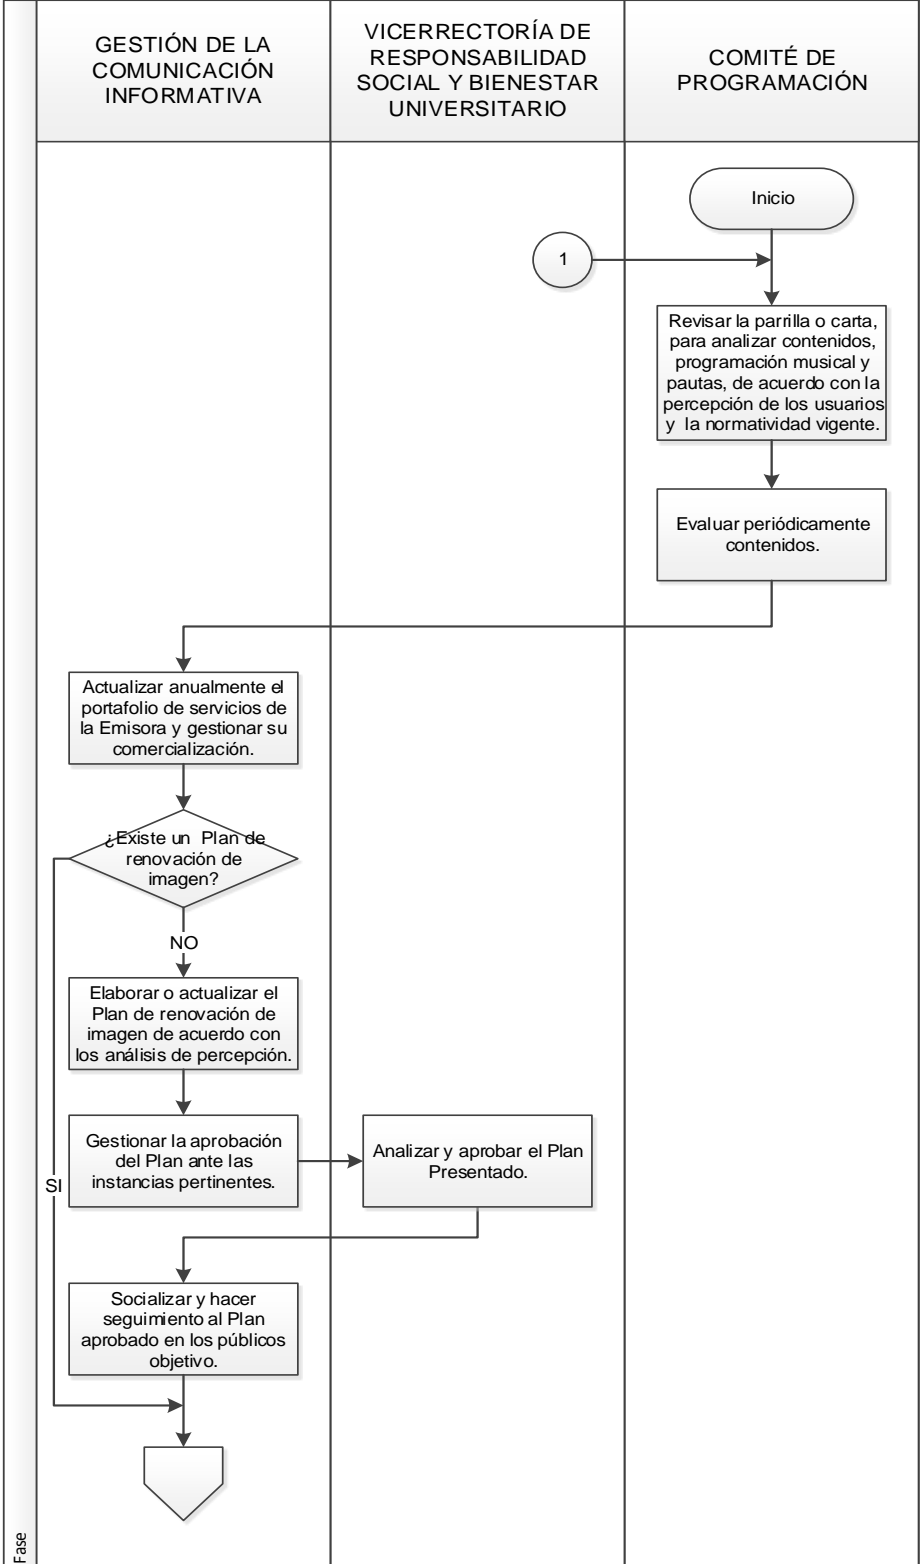 GESTIÓN DE LA
COMUNICACIÓN
INFORMATIVA
VICERRECTORÍA DE
RESPONSABILIDAD
SOCIAL Y BIENESTAR
UNIVERSITARIO
COMITÉ DE
PROGRAMACIÓN
Inicio
1
Revisar la parrilla o carta,
para analizar contenidos,
programación musical y
pautas, de acuerdo con la
percepción de los usuarios
y la normatividad vigente.
Evaluar periódicamente
contenidos.
Actualizar anualmente el
portafolio de servicios de
la Emisora y gestionar su
comercialización.
¿Existe un Plan de
renovación de
imagen?
NO
Elaborar o actualizar el
Plan de renovación de
imagen de acuerdo con
los análisis de percepción.
Gestionar la aprobación
del Plan ante las
instancias pertinentes.
Analizar y aprobar el Plan
Presentado.
SI
Socializar y hacer
seguimiento al Plan
aprobado en los públicos
objetivo.
Fase